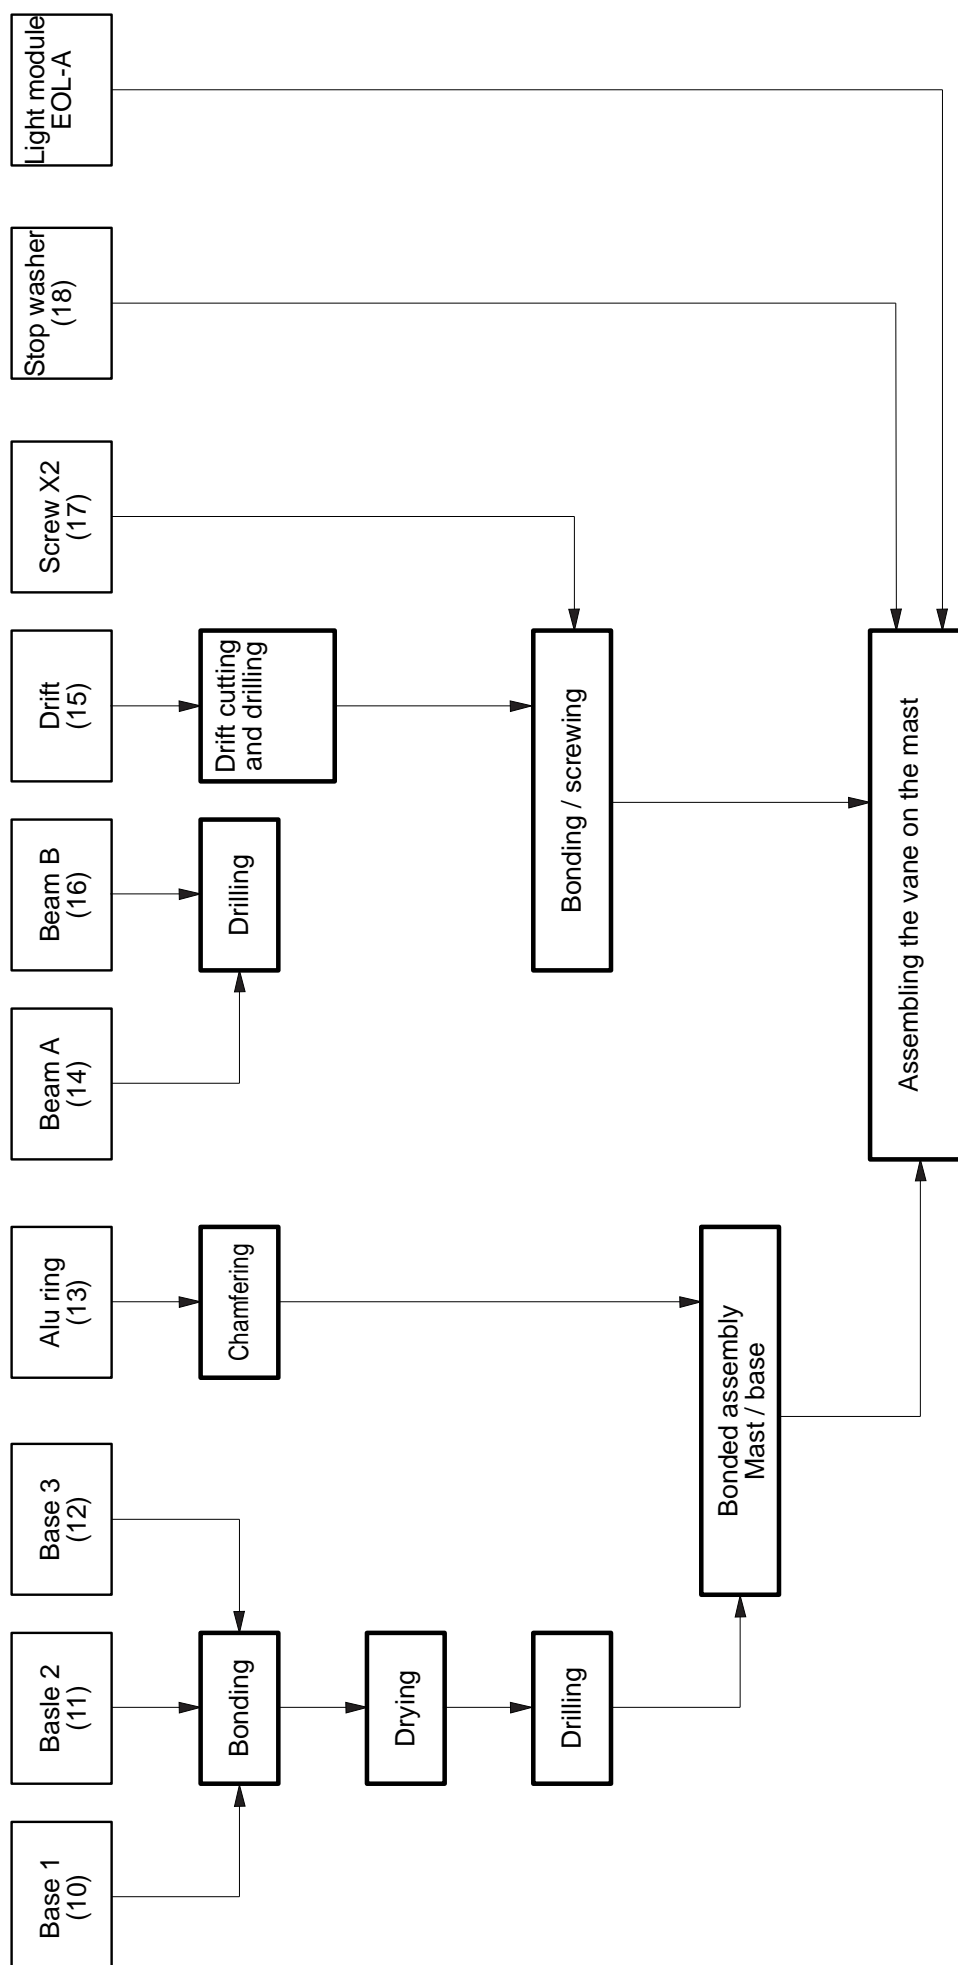 Base 1
(10)
Basle 2
(11)
Base 3
(12)
Alu ring
(13)
Beam A
(14)
Beam B
(16)
Drift
(15)
Screw X2
(17)
Stop washer
(18)
Light module
EOL-A
Bonding
Chamfering
Drilling
Drift cutting
and drilling
Drying
Drilling
Bonding / screwing
Bonded assembly
Mast / base
Assembling the vane on the mast